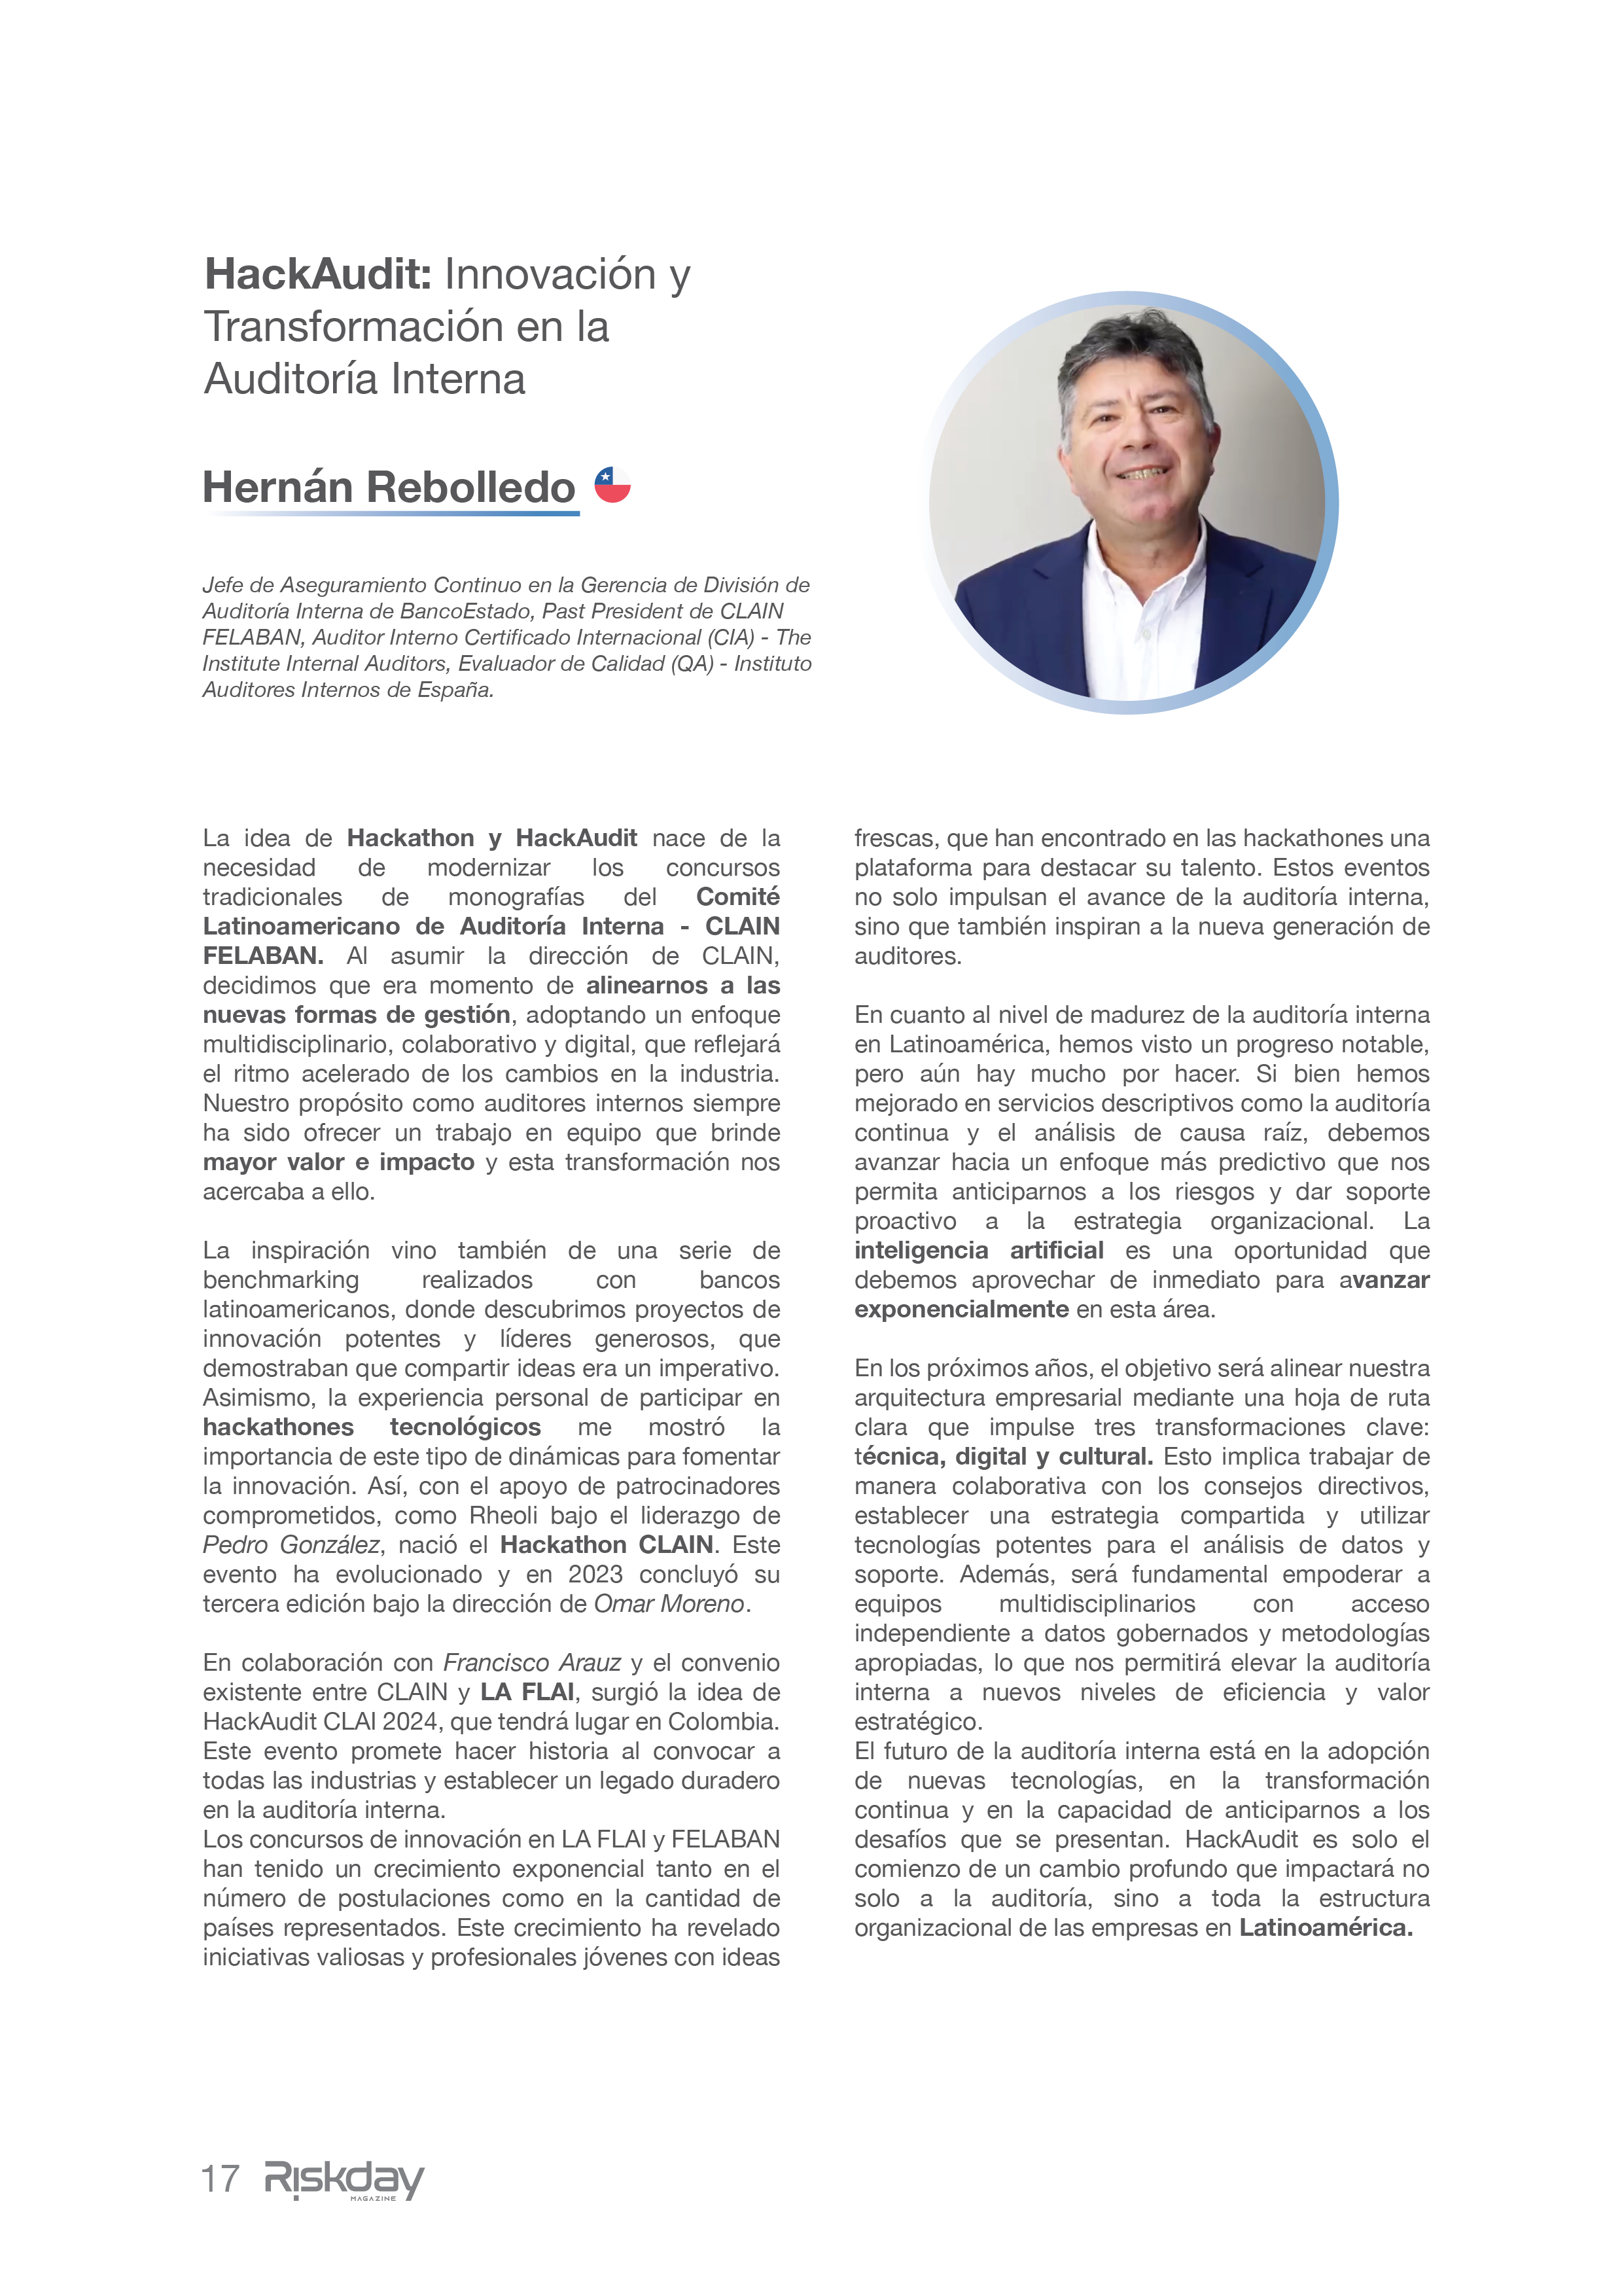 HackAudit: Innovación y
Transformación en la
Auditoría Interna
Hernán Rebolledo
Jefe de Aseguramiento Continuo en la Gerencia de División de
Auditoría Interna de BancoEstado, Past President de CLAIN
FELABAN, Auditor Interno Certificado Internacional (CIA) - The
Institute Internal Auditors, Evaluador de Calidad (QA) - Instituto
Auditores Internos de España.
La idea de Hackathon y HackAudit nace de la
necesidad de modernizar los concursos
tradicionales de monografías del Comité
Latinoamericano de Auditoría Interna - CLAIN
FELABAN. Al asumir la dirección de CLAIN,
decidimos que era momento de alinearnos a las
nuevas formas de gestión, adoptando un enfoque
multidisciplinario, colaborativo y digital, que reflejará
el ritmo acelerado de los cambios en la industria.
Nuestro propósito como auditores internos siempre
ha sido ofrecer un trabajo en equipo que brinde
mayor valor e impacto y esta transformación nos
acercaba a ello.
La inspiración vino también de una serie de
benchmarking realizados con bancos
latinoamericanos, donde descubrimos proyectos de
innovación potentes y líderes generosos, que
demostraban que compartir ideas era un imperativo.
Asimismo, la experiencia personal de participar en
hackathones tecnológicos me mostró la
importancia de este tipo de dinámicas para fomentar
la innovación. Así, con el apoyo de patrocinadores
comprometidos, como Rheoli bajo el liderazgo de
Pedro González, nació el Hackathon CLAIN. Este
evento ha evolucionado y en 2023 concluyó su
tercera edición bajo la dirección de Omar Moreno.
En colaboración con Francisco Arauz y el convenio
existente entre CLAIN y LA FLAI, surgió la idea de
HackAudit CLAI 2024, que tendrá lugar en Colombia.
Este evento promete hacer historia al convocar a
todas las industrias y establecer un legado duradero
en la auditoría interna.
Los concursos de innovación en LA FLAI y FELABAN
han tenido un crecimiento exponencial tanto en el
número de postulaciones como en la cantidad de
países representados. Este crecimiento ha revelado
iniciativas valiosas y profesionales jóvenes con ideas
frescas, que han encontrado en las hackathones una
plataforma para destacar su talento. Estos eventos
no solo impulsan el avance de la auditoría interna,
sino que también inspiran a la nueva generación de
auditores.
En cuanto al nivel de madurez de la auditoría interna
en Latinoamérica, hemos visto un progreso notable,
pero aún hay mucho por hacer. Si bien hemos
mejorado en servicios descriptivos como la auditoría
continua y el análisis de causa raíz, debemos
avanzar hacia un enfoque más predictivo que nos
permita anticiparnos a los riesgos y dar soporte
proactivo a la estrategia organizacional. La
inteligencia artificial es una oportunidad que
debemos aprovechar de inmediato para avanzar
exponencialmente en esta área.
En los próximos años, el objetivo será alinear nuestra
arquitectura empresarial mediante una hoja de ruta
clara que impulse tres transformaciones clave:
técnica, digital y cultural. Esto implica trabajar de
manera colaborativa con los consejos directivos,
establecer una estrategia compartida y utilizar
tecnologías potentes para el análisis de datos y
soporte. Además, será fundamental empoderar a
equipos multidisciplinarios con acceso
independiente a datos gobernados y metodologías
apropiadas, lo que nos permitirá elevar la auditoría
interna a nuevos niveles de eficiencia y valor
estratégico.
El futuro de la auditoría interna está en la adopción
de nuevas tecnologías, en la transformación
continua y en la capacidad de anticiparnos a los
desafíos que se presentan. HackAudit es solo el
comienzo de un cambio profundo que impactará no
solo a la auditoría, sino a toda la estructura
organizacional de las empresas en Latinoamérica.
17 Riskday
MAGAZINE